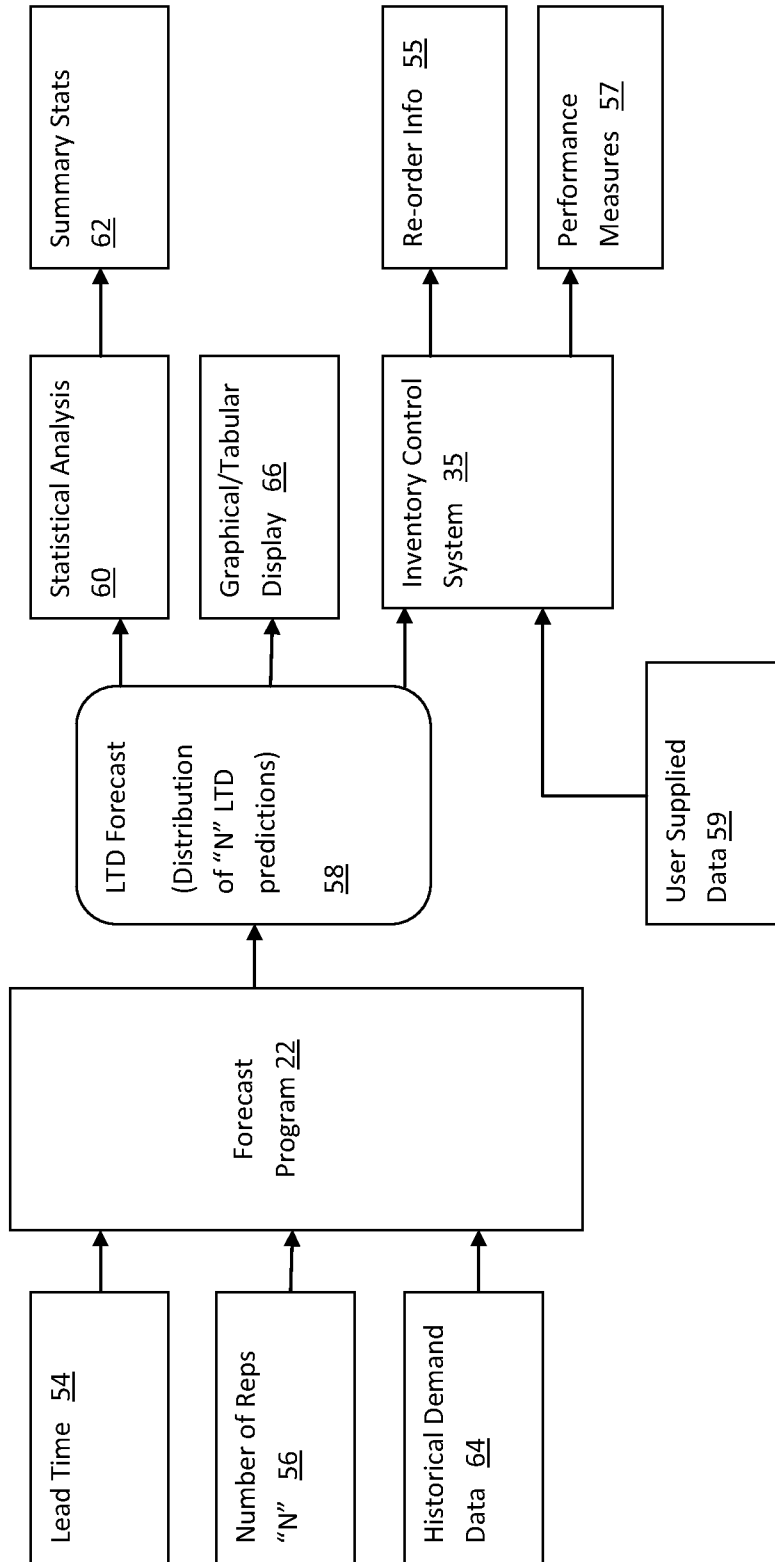 Lead Time 54
Number of Reps
“N” 56
Historical Demand
Data 64
Forecast
Program 22
LTD Forecast
(Distribution
of “N” LTD
predictions)
58
User Supplied
Data 59
Statistical Analysis
60
Graphical/Tabular
Display 66
Inventory Control
System 35
Summary Stats
62
Re-order Info 55
Performance
Measures 57